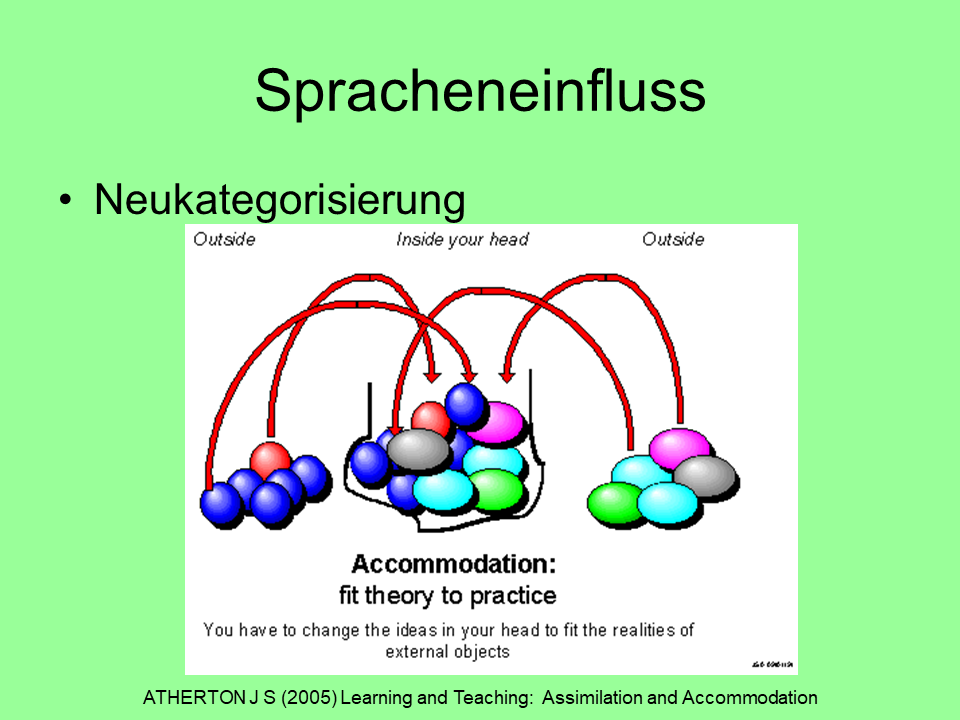 Spracheneinfluss
• Neukategorisierung
Outside Inside your head Outside
Accommodation:
fit theory to practice
You have to change the ideas in your head to fit the realities of
external objects
ATHERTON J S (2005) Learning and Teaching: Assimilation and Accommodation